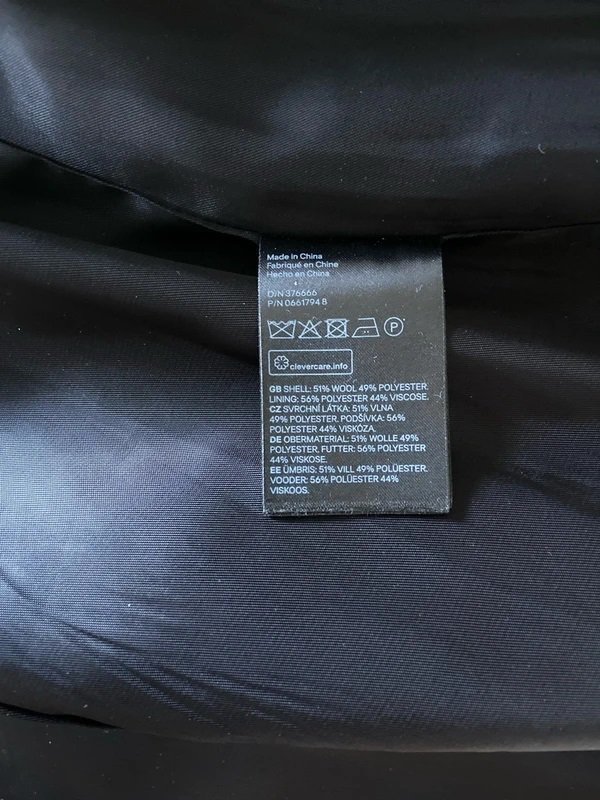 Made in China
Fabriqué en Chine
Hecho en China
D/N 376666
P/N 0661794 B
P
clevercare.info
GB SHELL: 51% WOOL 49% POLYESTER.
LINING: 56% POLYESTER 44% VISCOSE.
CZ SVRCHNÍ LÁTKA: 51% VLNA
49% POLYESTER. PODŠÍVKA: 56%
POLYESTER 44% VISKÓZA.
DE OBERMATERIAL: 51% WOLLE 49%
POLYESTER. FUTTER: 56% POLYESTER
44% VISKOSE.
EE ÜMBRIS: 51% VILL 49% POLÜESTER.
VOODER: 56% POLÜESTER 44%
VISKOOS.